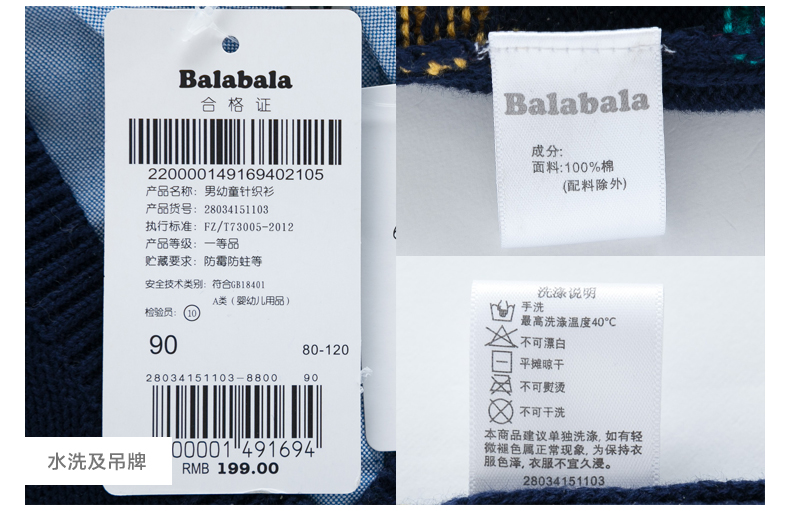 Balabala
合格证
220000149169402105
产品名称: 男幼童针织衫
产品货号: 28034151103
执行标准: FZ/T73005-2012
产品等级: 一等品
贮藏要求: 防霉防蛀等
安全技术类别: 符合GB18401
A类(婴幼儿用品)
检验员: 10
90
80-120
28034151103-8800 90
00001 491694
RMB 199.00
水洗及吊牌
Balabala
成分:
面料:100%棉
(配料除外)
洗涤说明
手洗
最高洗涤温度40℃
不可漂白
平摊晾干
不可熨烫
不可干洗
本商品建议单独洗涤, 如有轻
微褪色属正常现象, 为保持衣
服色泽, 衣服不宜久浸。
28034151103